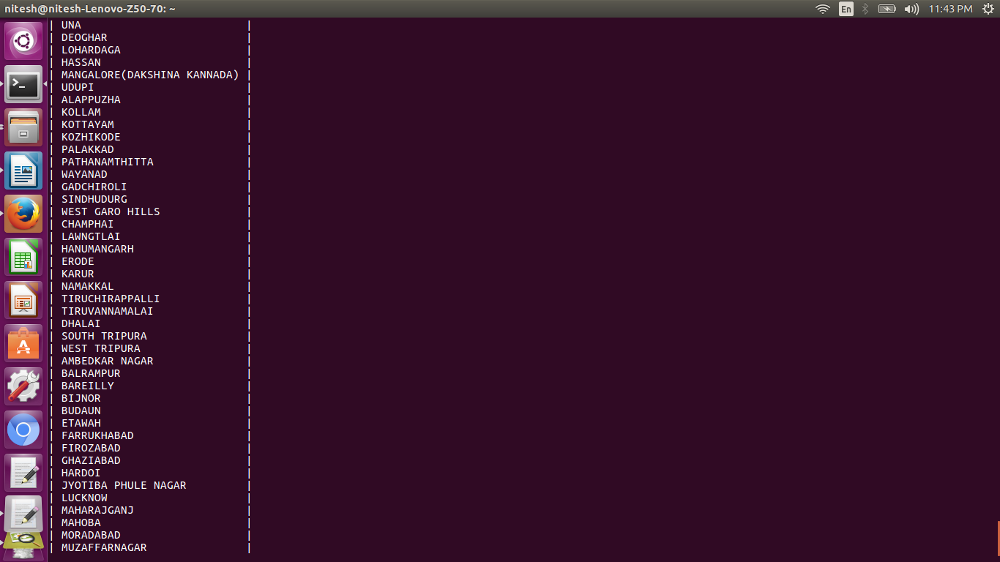 nitesh@nitesh-Lenovo-Z50-70: ~
En
11:43 PM
| UNA |
| DEOGHAR |
| LOHARDAGA |
| HASSAN |
| MANGALORE(DAKSHINA KANNADA) |
| UDUPI |
| ALAPPUZHA |
| KOLLAM |
| KOTTAYAM |
| KOZHIKODE |
| PALAKKAD |
| PATHANAMTHITTA |
| WAYANAD |
| GADCHIROLI |
| SINDHUDURG |
| WEST GARO HILLS |
| CHAMPHAI |
| LAWNGTLAI |
| HANUMANGARH |
| ERODE |
| KARUR |
| NAMAKKAL |
| TIRUCHIRAPPALLI |
| TIRUVANNAMALAI |
| DHALAI |
| SOUTH TRIPURA |
| WEST TRIPURA |
| AMBEDKAR NAGAR |
| BALRAMPUR |
| BAREILLY |
| BIJNOR |
| BUDAUN |
| ETAWAH |
| FARRUKHABAD |
| FIROZABAD |
| GHAZIABAD |
| HARDOI |
| JYOTIBA PHULE NAGAR |
| LUCKNOW |
| MAHARAJGANJ |
| MAHOBA |
| MORADABAD |
| MUZAFFARNAGAR |